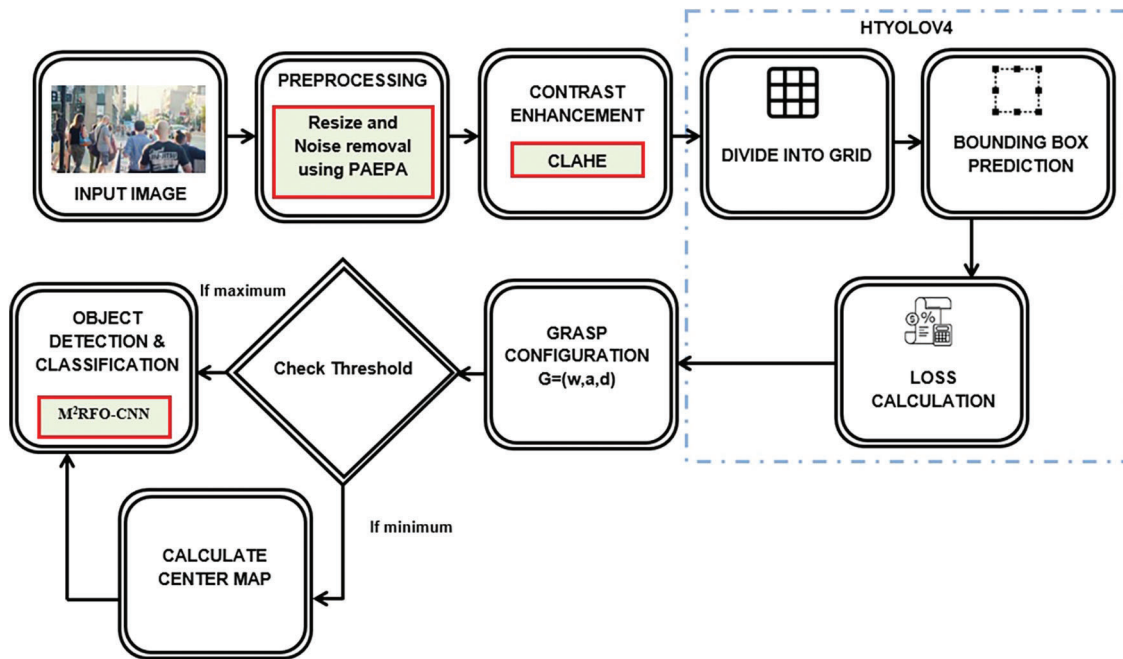 HTYOLOV4
INPUT IMAGE
PREPROCESSING
Resize and
Noise removal
using PAEPA
CONTRAST
ENHANCEMENT
CLAHE
DIVIDE INTO GRID
BOUNDING BOX
PREDICTION
LOSS
CALCULATION
GRASP
CONFIGURATION
G=(w,a,d)
Check Threshold
If maximum
If minimum
OBJECT
DETECTION &
CLASSIFICATION
M²RFO-CNN
CALCULATE
CENTER MAP